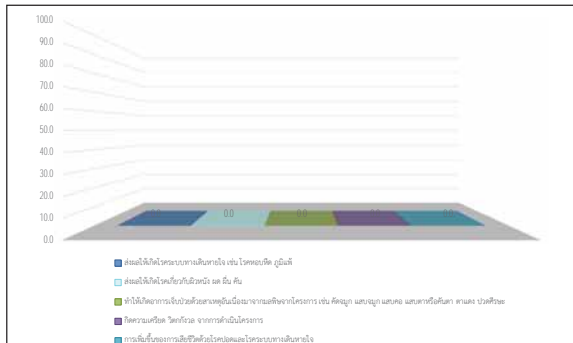 100.0
90.0
80.0
70.0
60.0
50.0
40.0
30.0
20.0
10.0
0.0
0.0 0.0 0.0 0.0 0.0
ส่งผลให้เกิดโรคระบบทางเดินหายใจ เช่น โรคหอบหืด ภูมิแพ้
ส่งผลให้เกิดโรคเกี่ยวกับผิวหนัง ผด ผื่น คัน
ทำให้เกิดอาการเจ็บป่วยด้วยสาเหตุอันเนื่องมาจากมลพิษจากโครงการ เช่น คัดจมูก แสบจมูก แสบคอ แสบตาหรือคันตา ตาแดง ปวดศีรษะ
เกิดความเครียด วิตกกังวล จากการดำเนินโครงการ
การเพิ่มขึ้นของการเสียชีวิตด้วยโรคปอดและโรคระบบทางเดินหายใจ